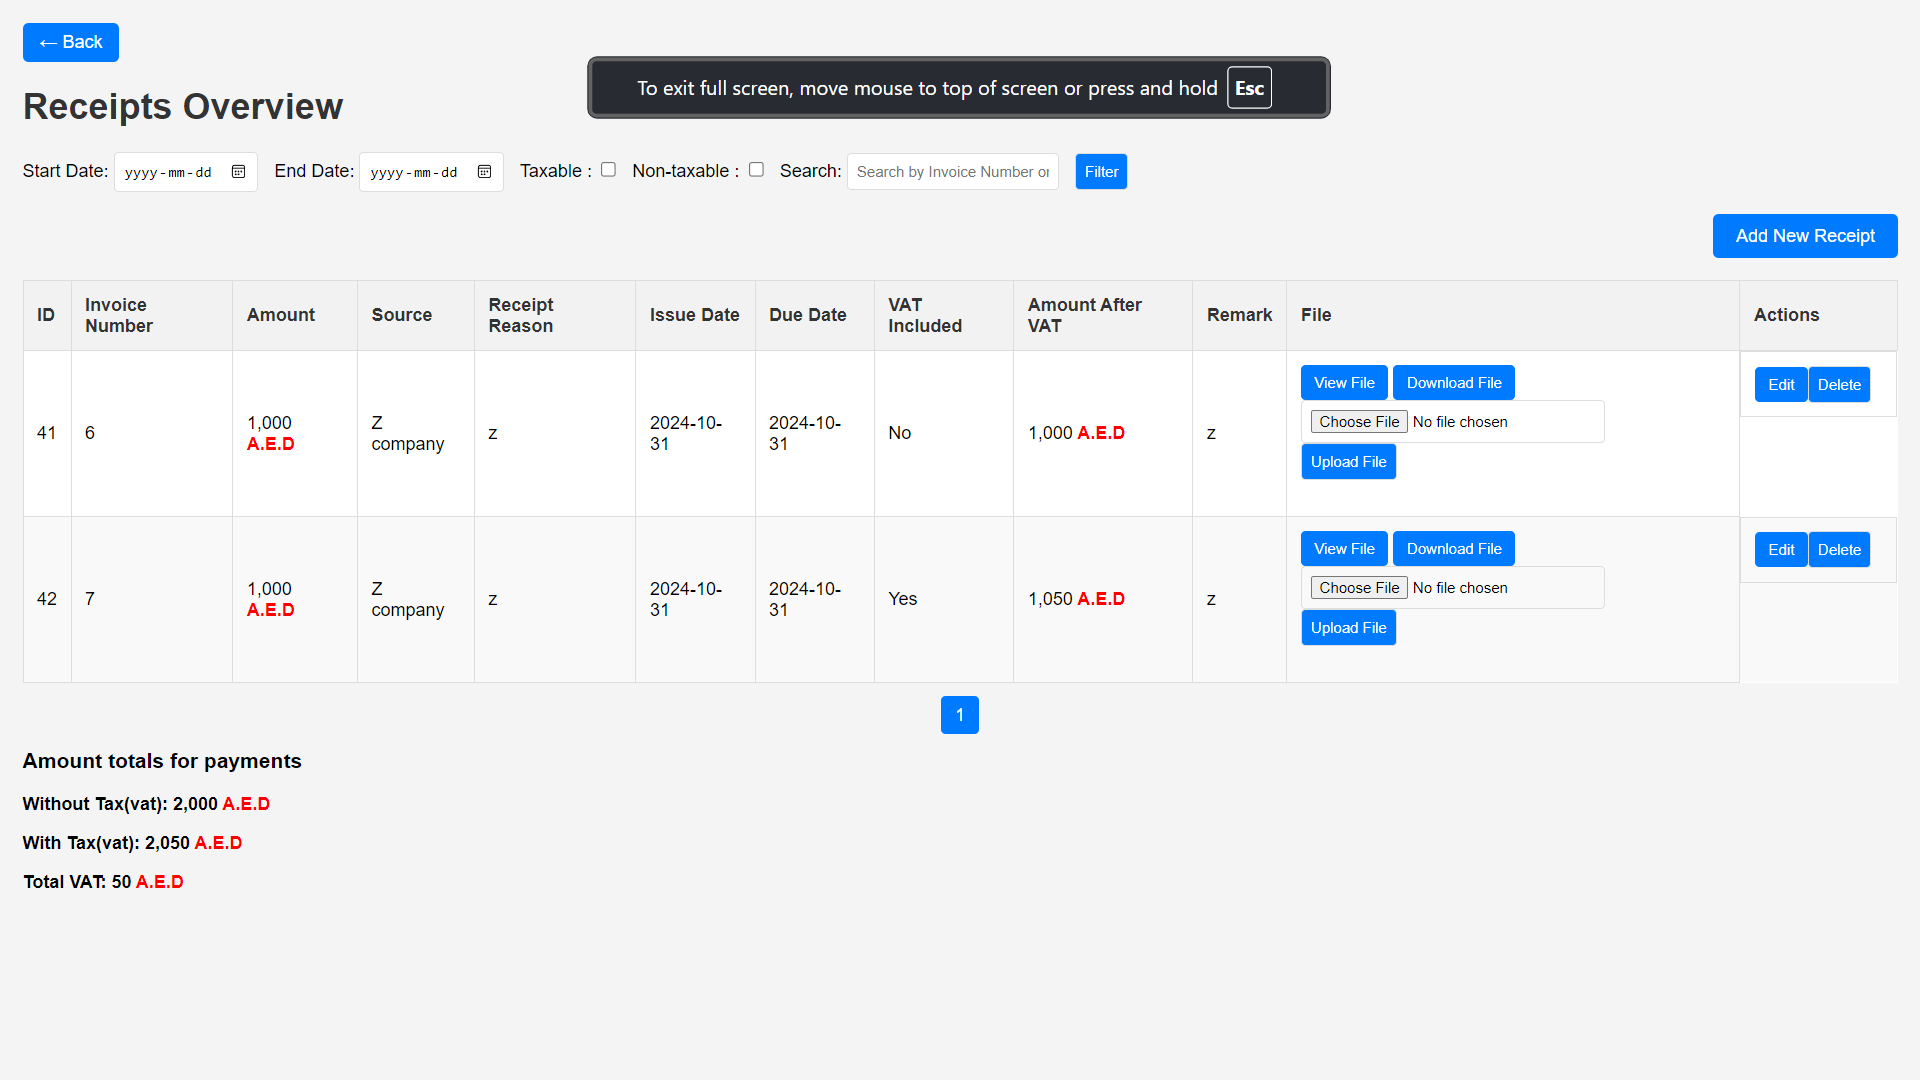 ← Back
To exit full screen, move mouse to top of screen or press and hold Esc
Receipts Overview
Start Date: yyyy-mm-dd End Date: yyyy-mm-dd Taxable : Non-taxable : Search: Search by Invoice Number or Filter
Add New Receipt
ID Invoice Number Amount Source Receipt Reason Issue Date Due Date VAT Included Amount After VAT Remark File Actions
41 6 1,000 A.E.D Z company z 2024-10-31 2024-10-31 No 1,000 A.E.D z View File Download File Edit Delete
Choose File No file chosen
Upload File
42 7 1,000 A.E.D Z company z 2024-10-31 2024-10-31 Yes 1,050 A.E.D z View File Download File Edit Delete
Choose File No file chosen
Upload File
1
Amount totals for payments
Without Tax(vat): 2,000 A.E.D
With Tax(vat): 2,050 A.E.D
Total VAT: 50 A.E.D